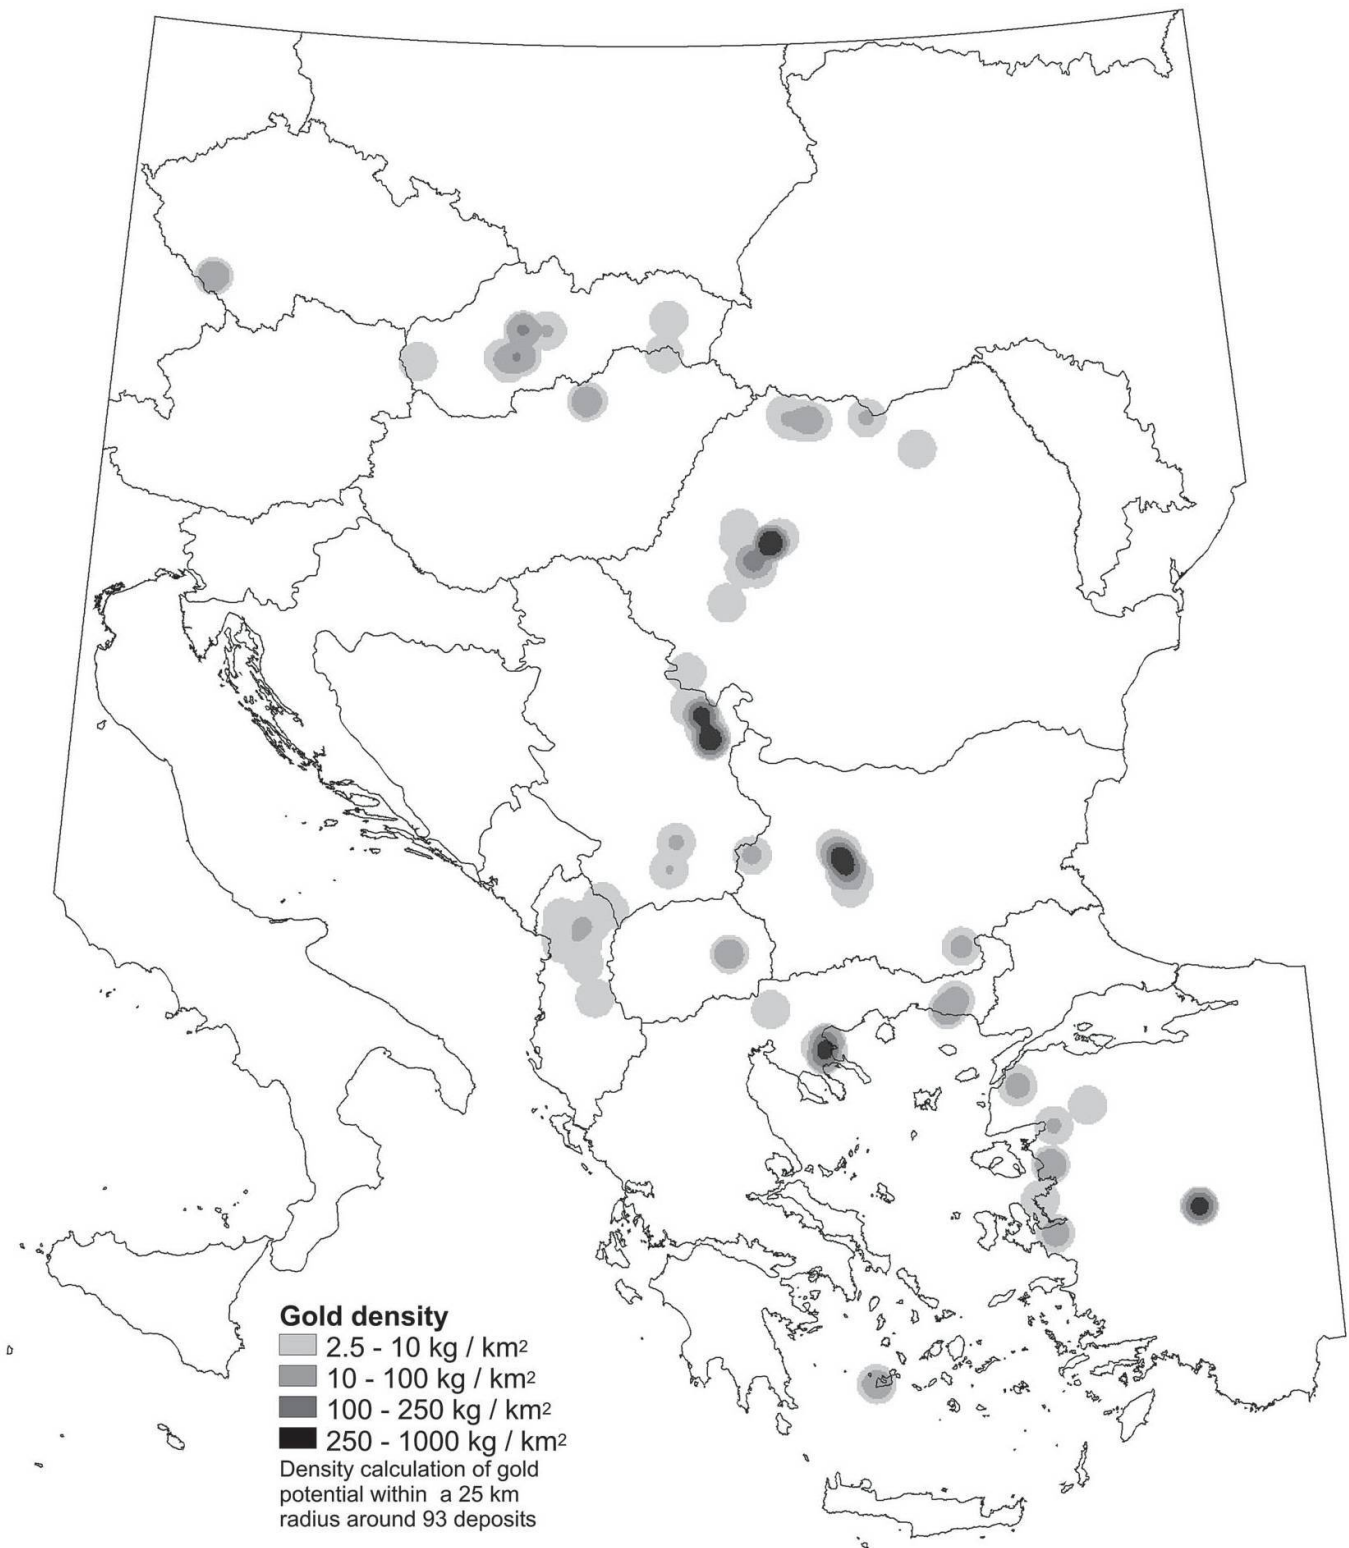 Gold density
2.5 - 10 kg / km²
10 - 100 kg / km²
100 - 250 kg / km²
250 - 1000 kg / km²
Density calculation of gold
potential within a 25 km
radius around 93 deposits